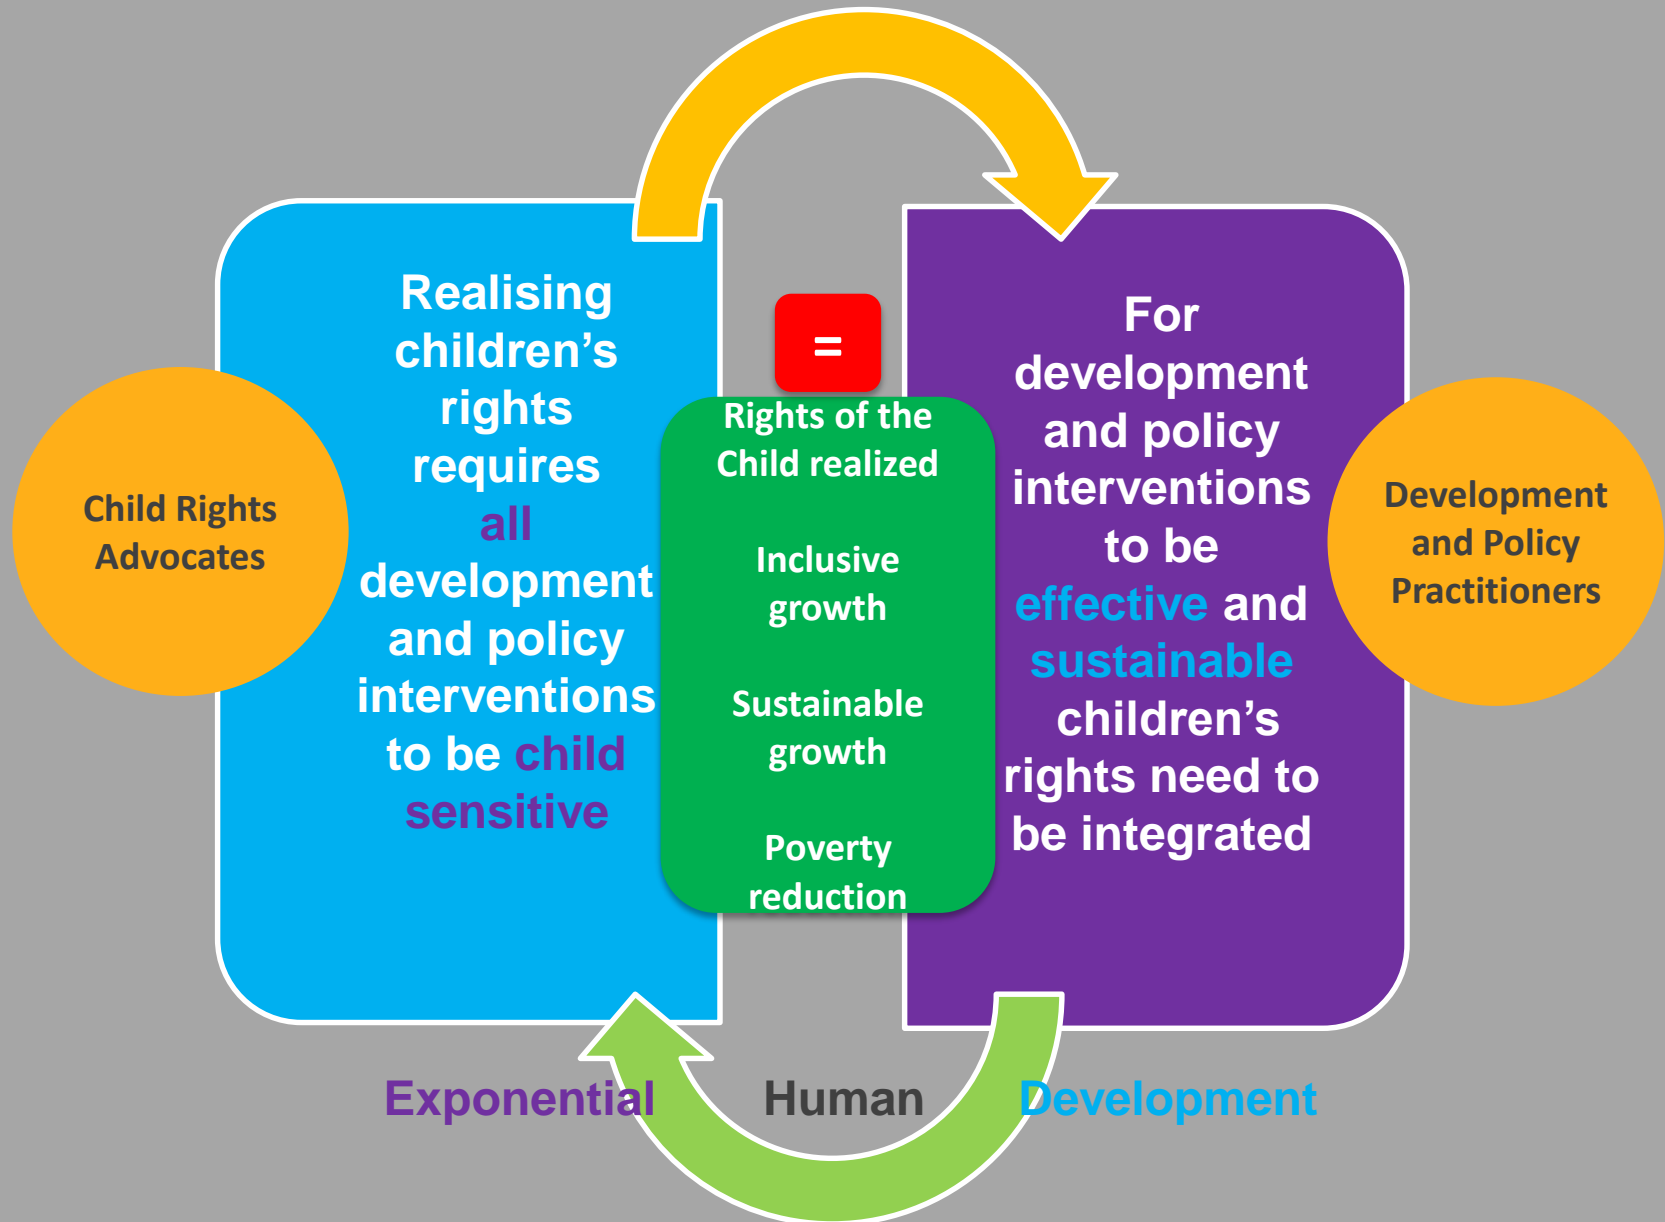 Child Rights
Advocates
Realising
children’s
rights
requires
all
development
and policy
interventions
to be child
sensitive
=
Rights of the
Child realized
Inclusive
growth
Sustainable
growth
Poverty
reduction
For
development
and policy
interventions
to be
effective and
sustainable
children’s
rights need to
be integrated
Development
and Policy
Practitioners
Exponential Human Development